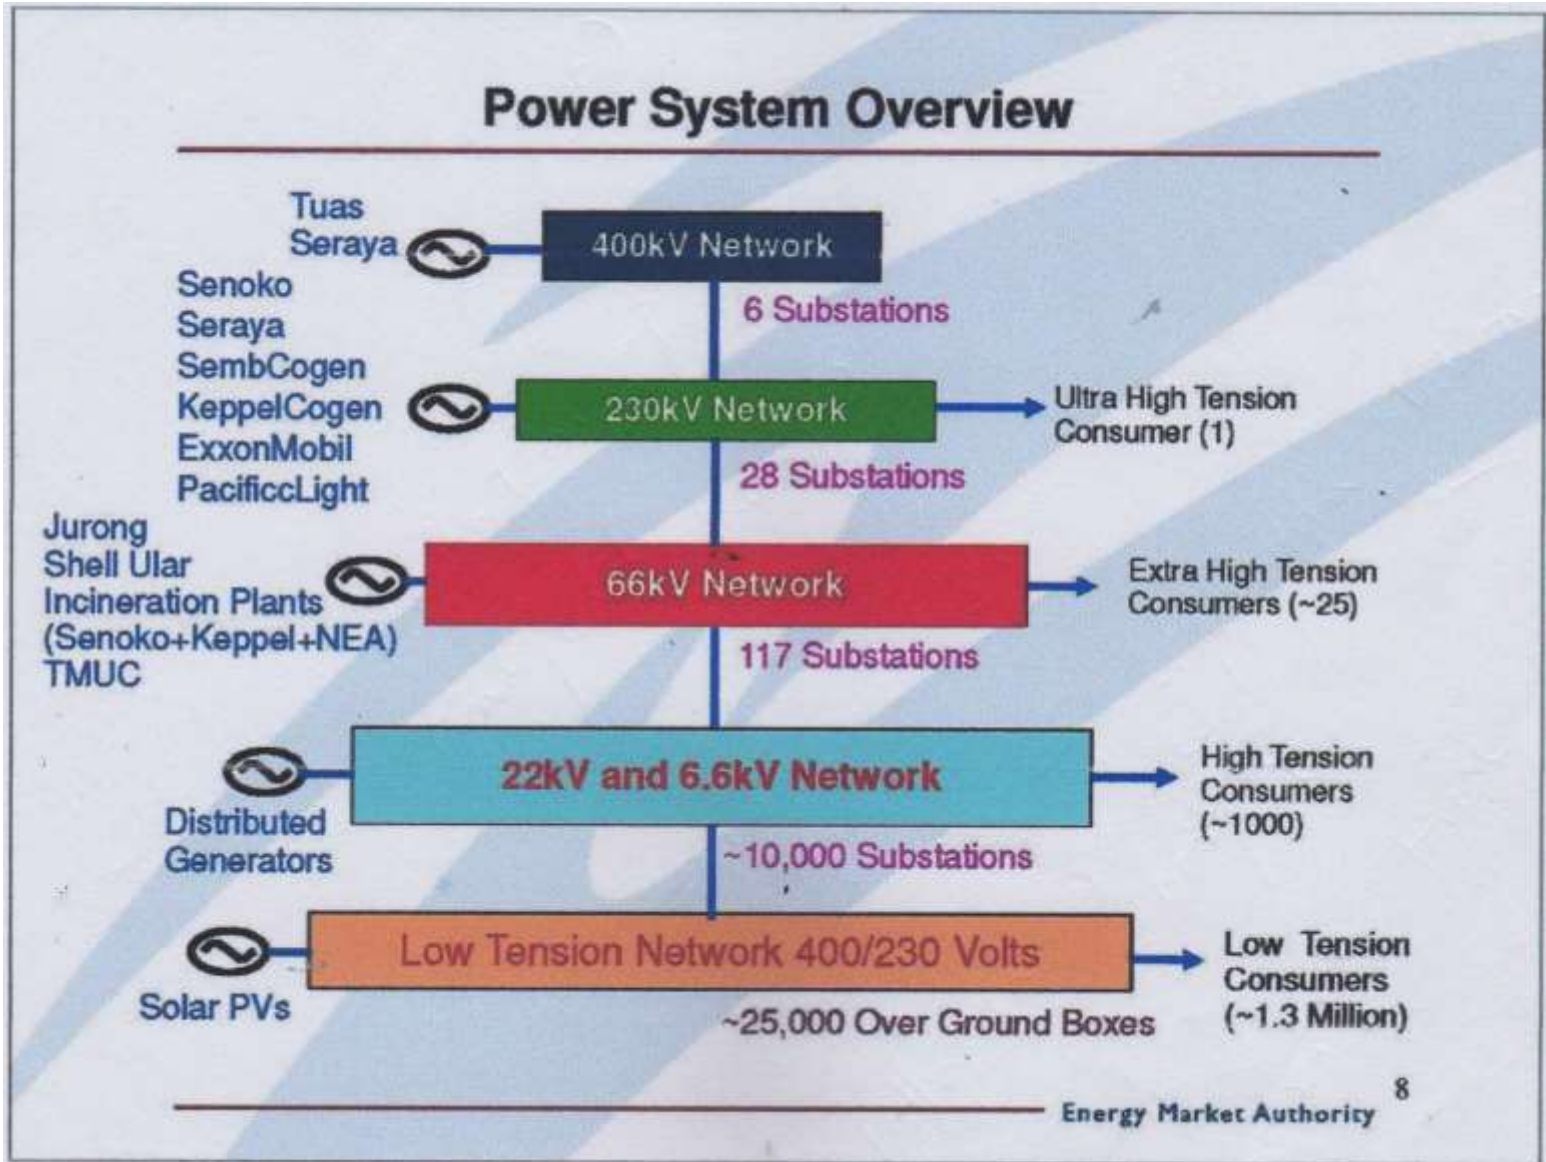 Power System Overview
Tuas
Seraya
400kV Network
6 Substations
Senoko
Seraya
SembCogen
KeppelCogen
ExxonMobil
PacificcLight
230kV Network
Ultra High Tension
Consumer (1)
28 Substations
Jurong
Shell Ular
Incineration Plants
(Senoko+Keppel+NEA)
TMUC
66kV Network
Extra High Tension
Consumers (~25)
117 Substations
22kV and 6.6kV Network
High Tension
Consumers
(~1000)
Distributed
Generators
~10,000 Substations
Low Tension Network 400/230 Volts
Low Tension
Consumers
(~1.3 Million)
Solar PVs
~25,000 Over Ground Boxes
8
Energy Market Authority